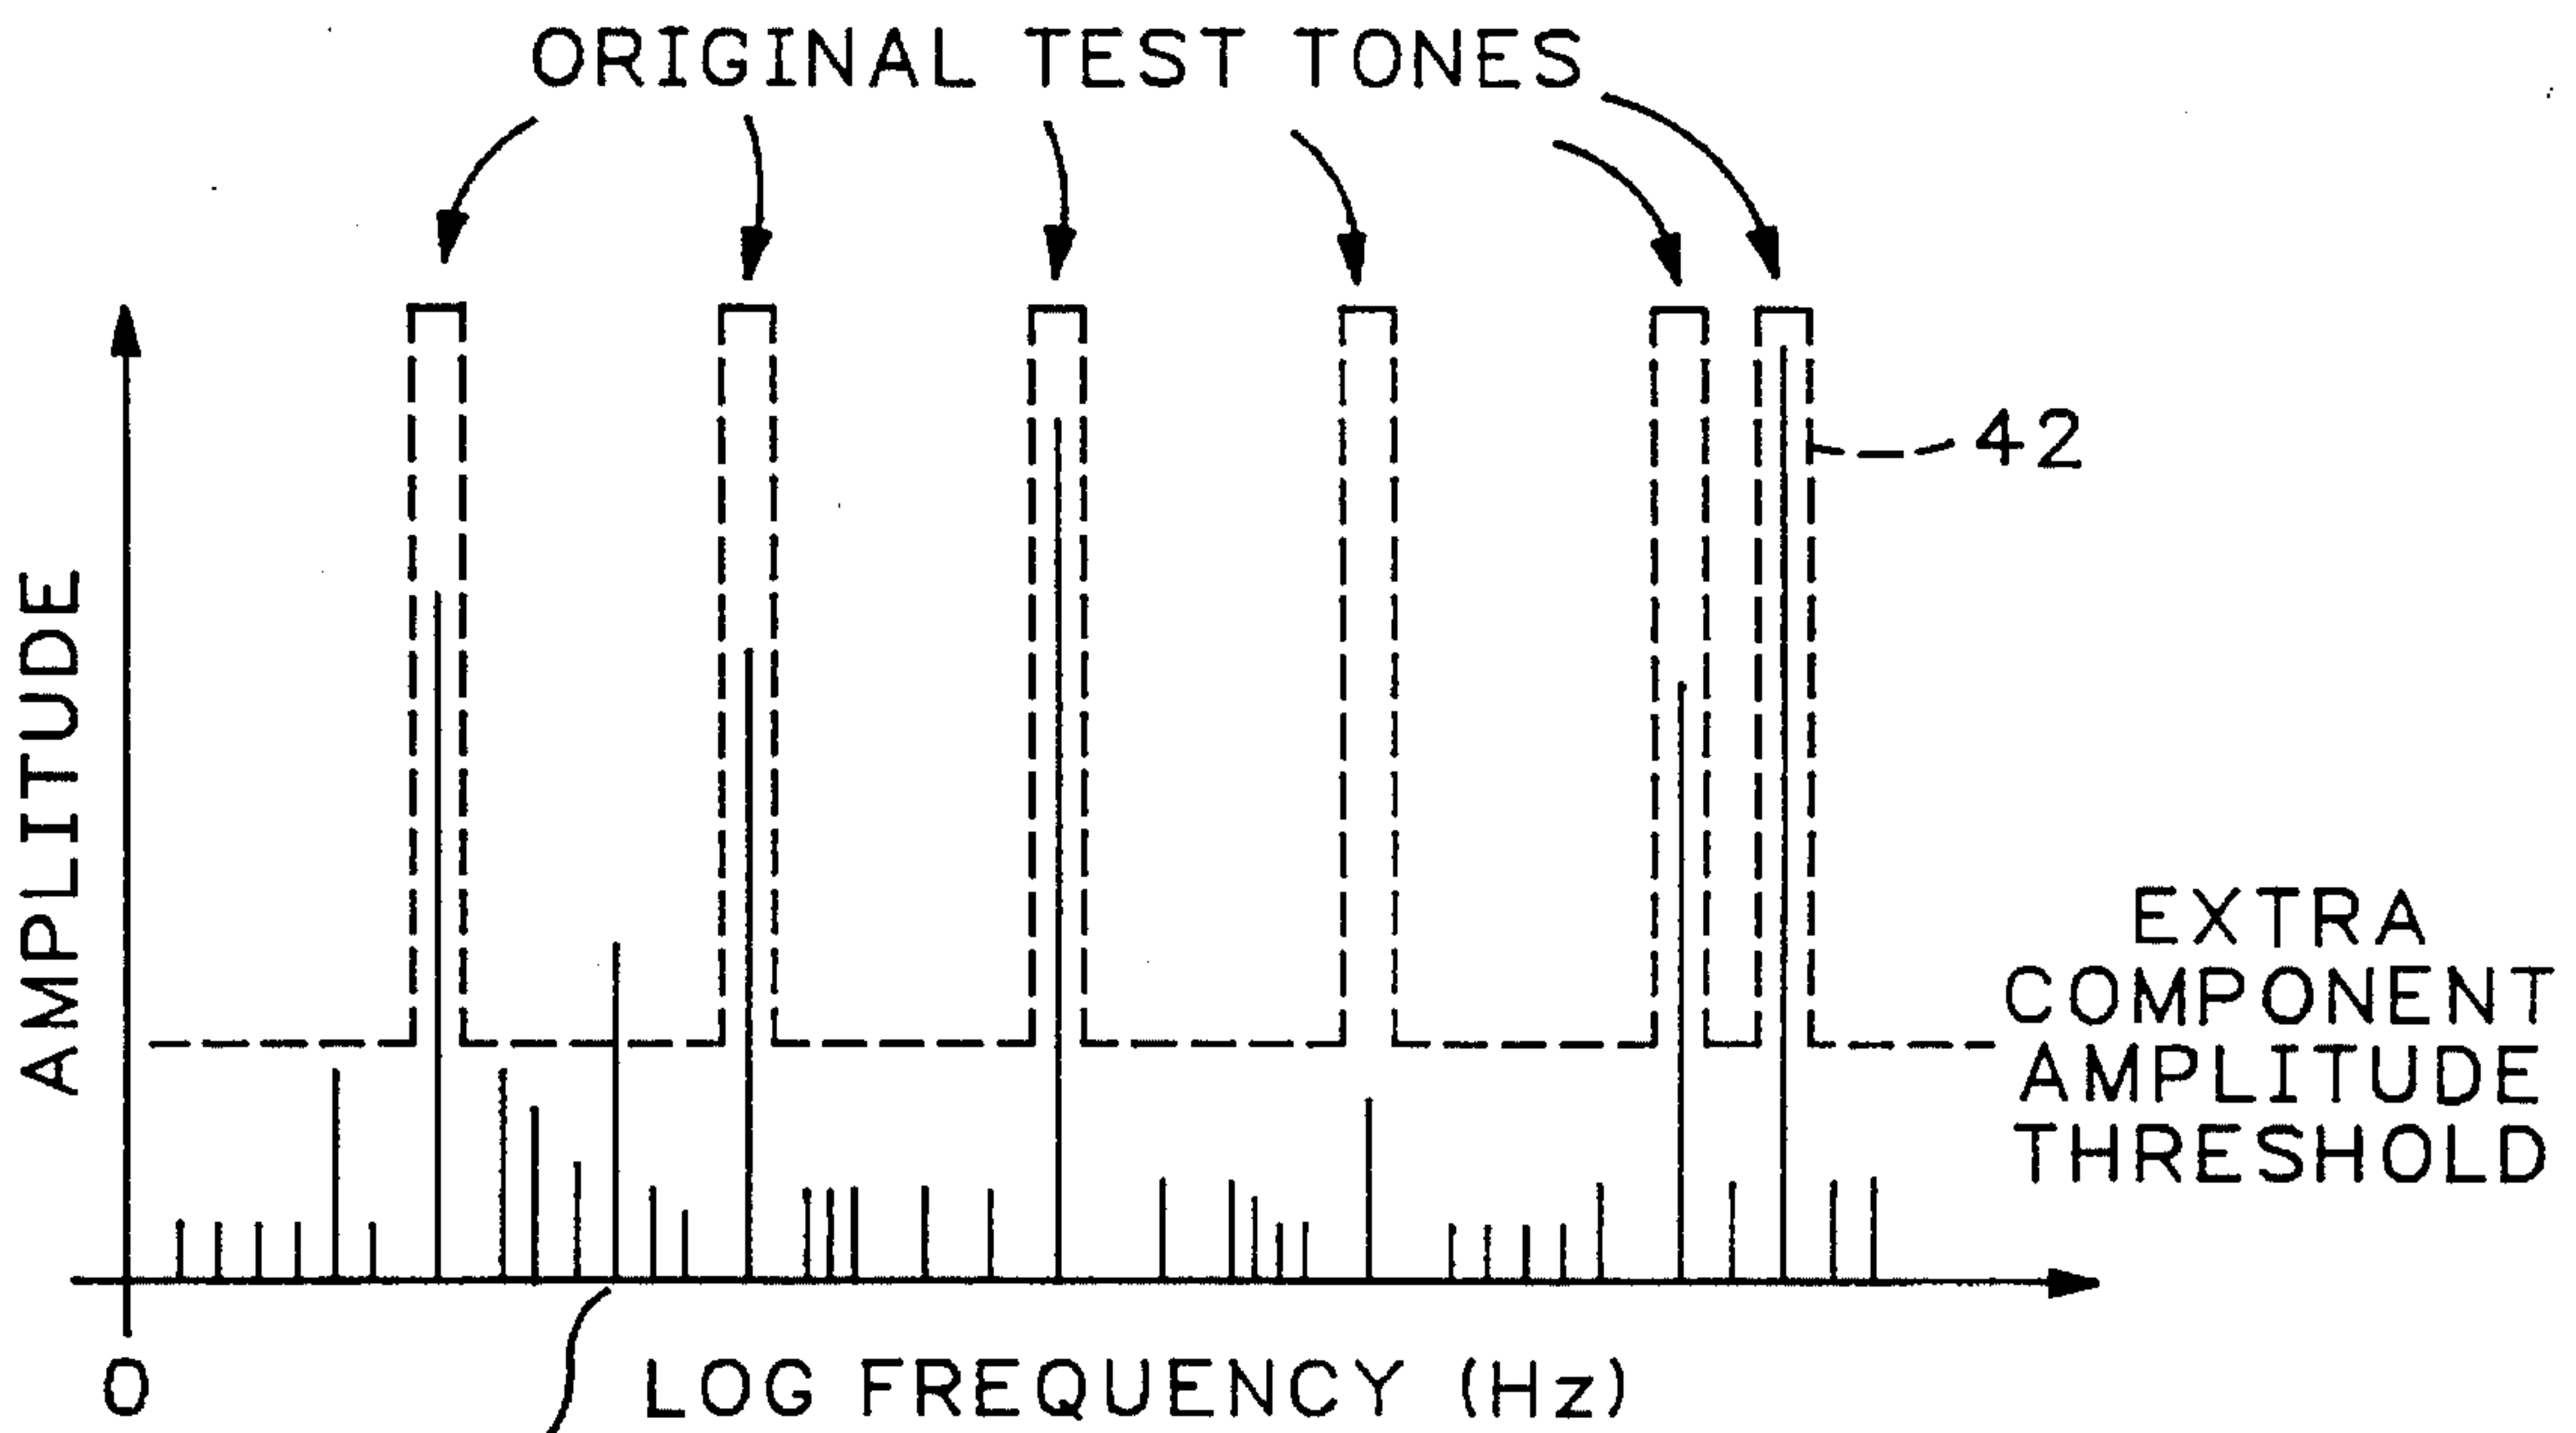 ORIGINAL TEST TONES
42
AMPLITUDE
EXTRA
COMPONENT
AMPLITUDE
THRESHOLD
0
LOG FREQUENCY (Hz)